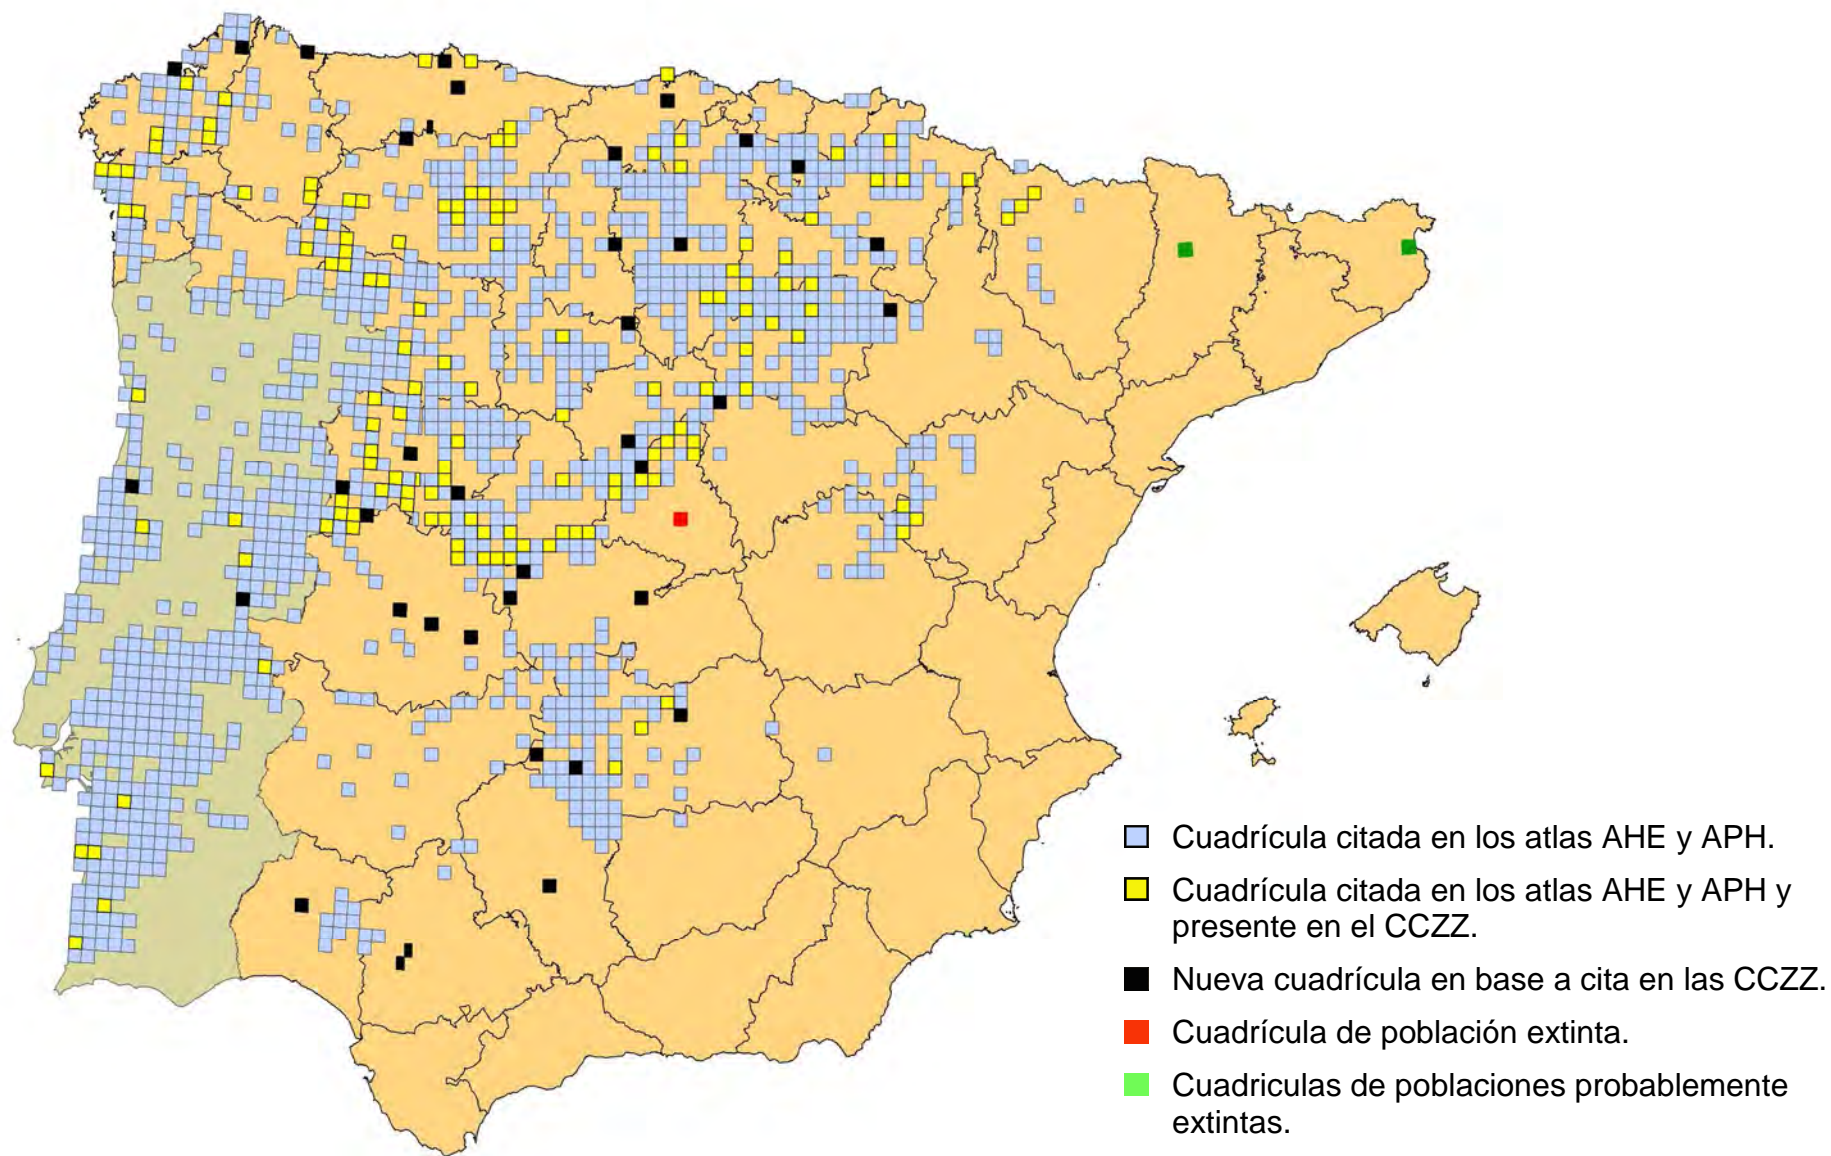 Cuadrícula citada en los atlas AHE y APH.
Cuadrícula citada en los atlas AHE y APH y
presente en el CCZZ.
Nueva cuadrícula en base a cita en las CCZZ.
Cuadrícula de población extinta.
Cuadriculas de poblaciones probablemente
extintas.